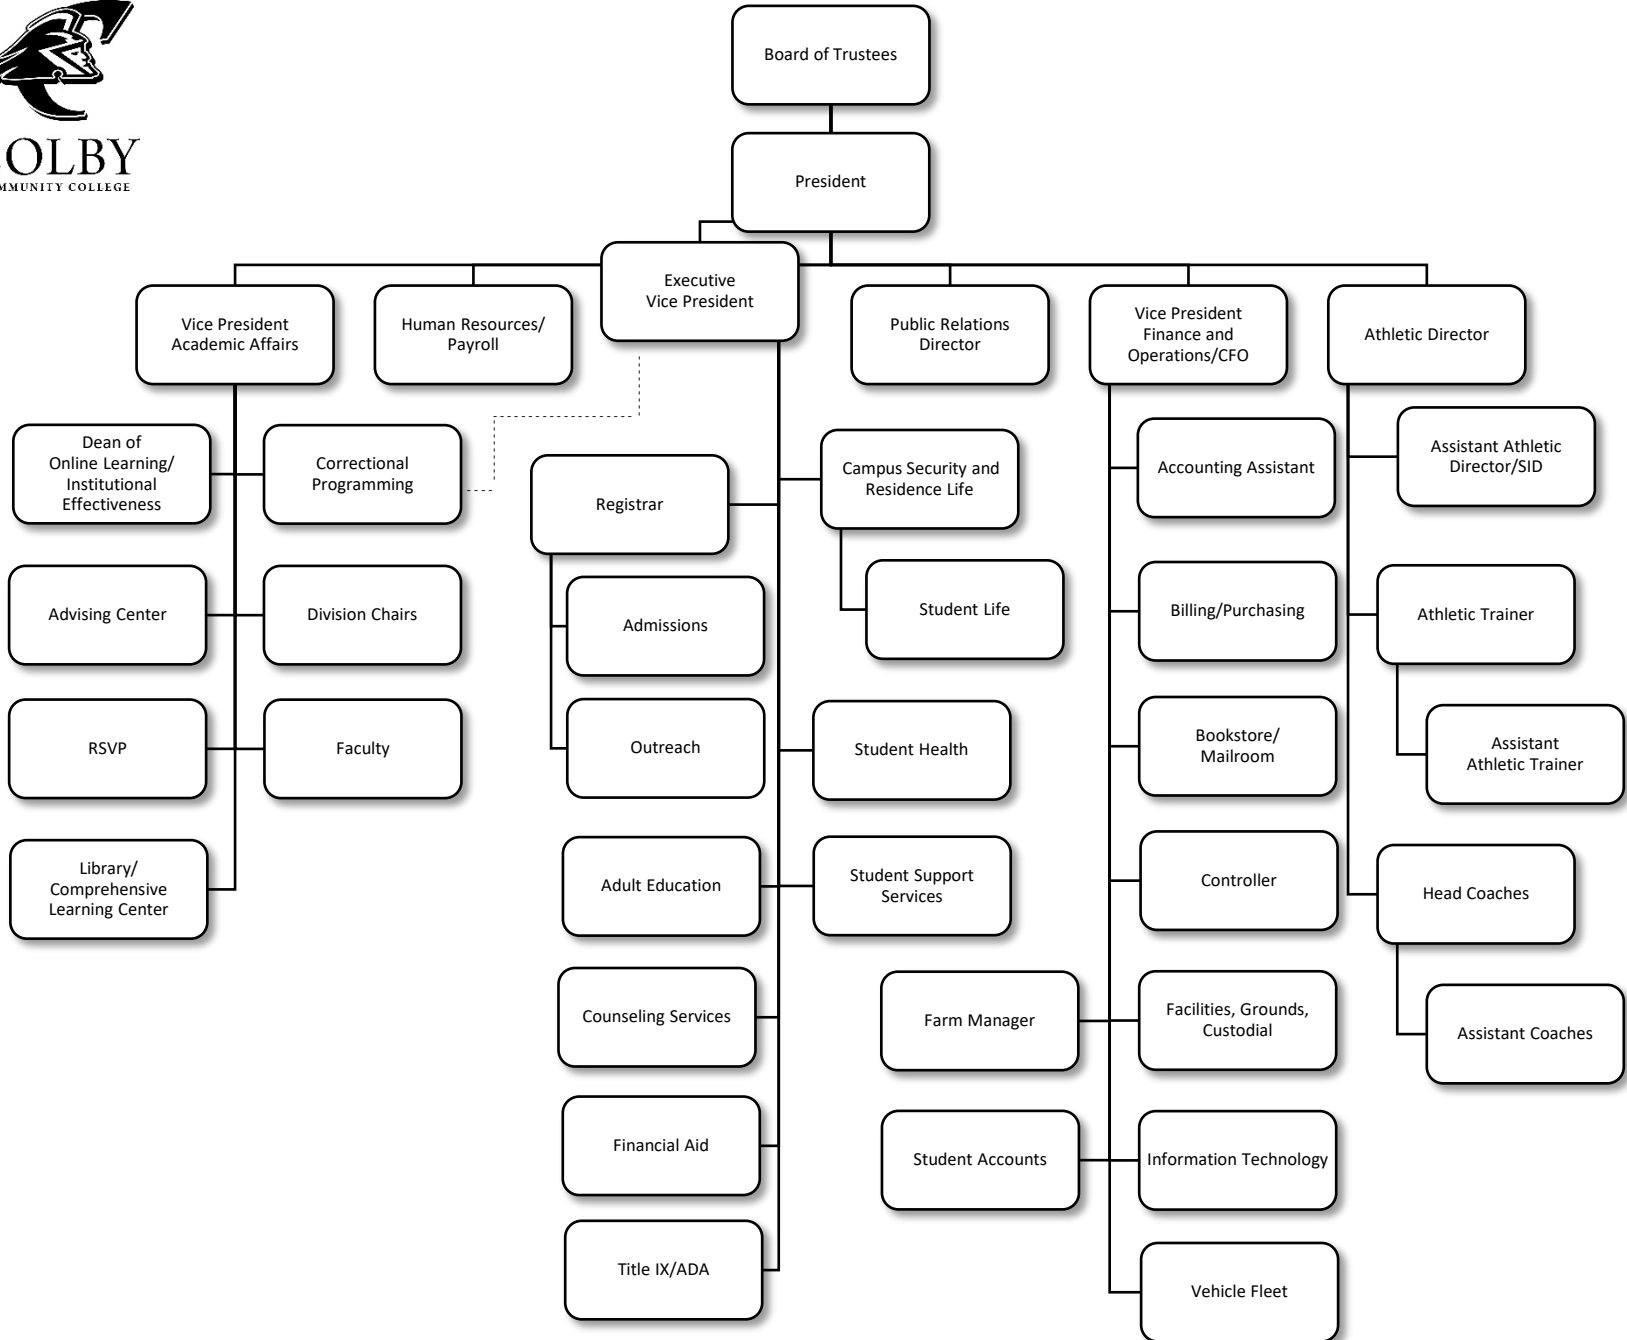 OLBY
MMUNITY COLLEGE
Board of Trustees
President
Executive
Vice President
Vice President
Academic Affairs
Human Resources/
Payroll
Public Relations
Director
Vice President
Finance and
Operations/CFO
Athletic Director
Dean of
Online Learning/
Institutional
Effectiveness
Correctional
Programming
Advising Center
Division Chairs
RSVP
Faculty
Library/
Comprehensive
Learning Center
Registrar
Admissions
Outreach
Adult Education
Counseling Services
Financial Aid
Title IX/ADA
Campus Security and
Residence Life
Student Life
Student Health
Student Support
Services
Accounting Assistant
Billing/Purchasing
Bookstore/
Mailroom
Controller
Farm Manager
Facilities, Grounds,
Custodial
Student Accounts
Information Technology
Vehicle Fleet
Assistant Athletic
Director/SID
Athletic Trainer
Assistant
Athletic Trainer
Head Coaches
Assistant Coaches